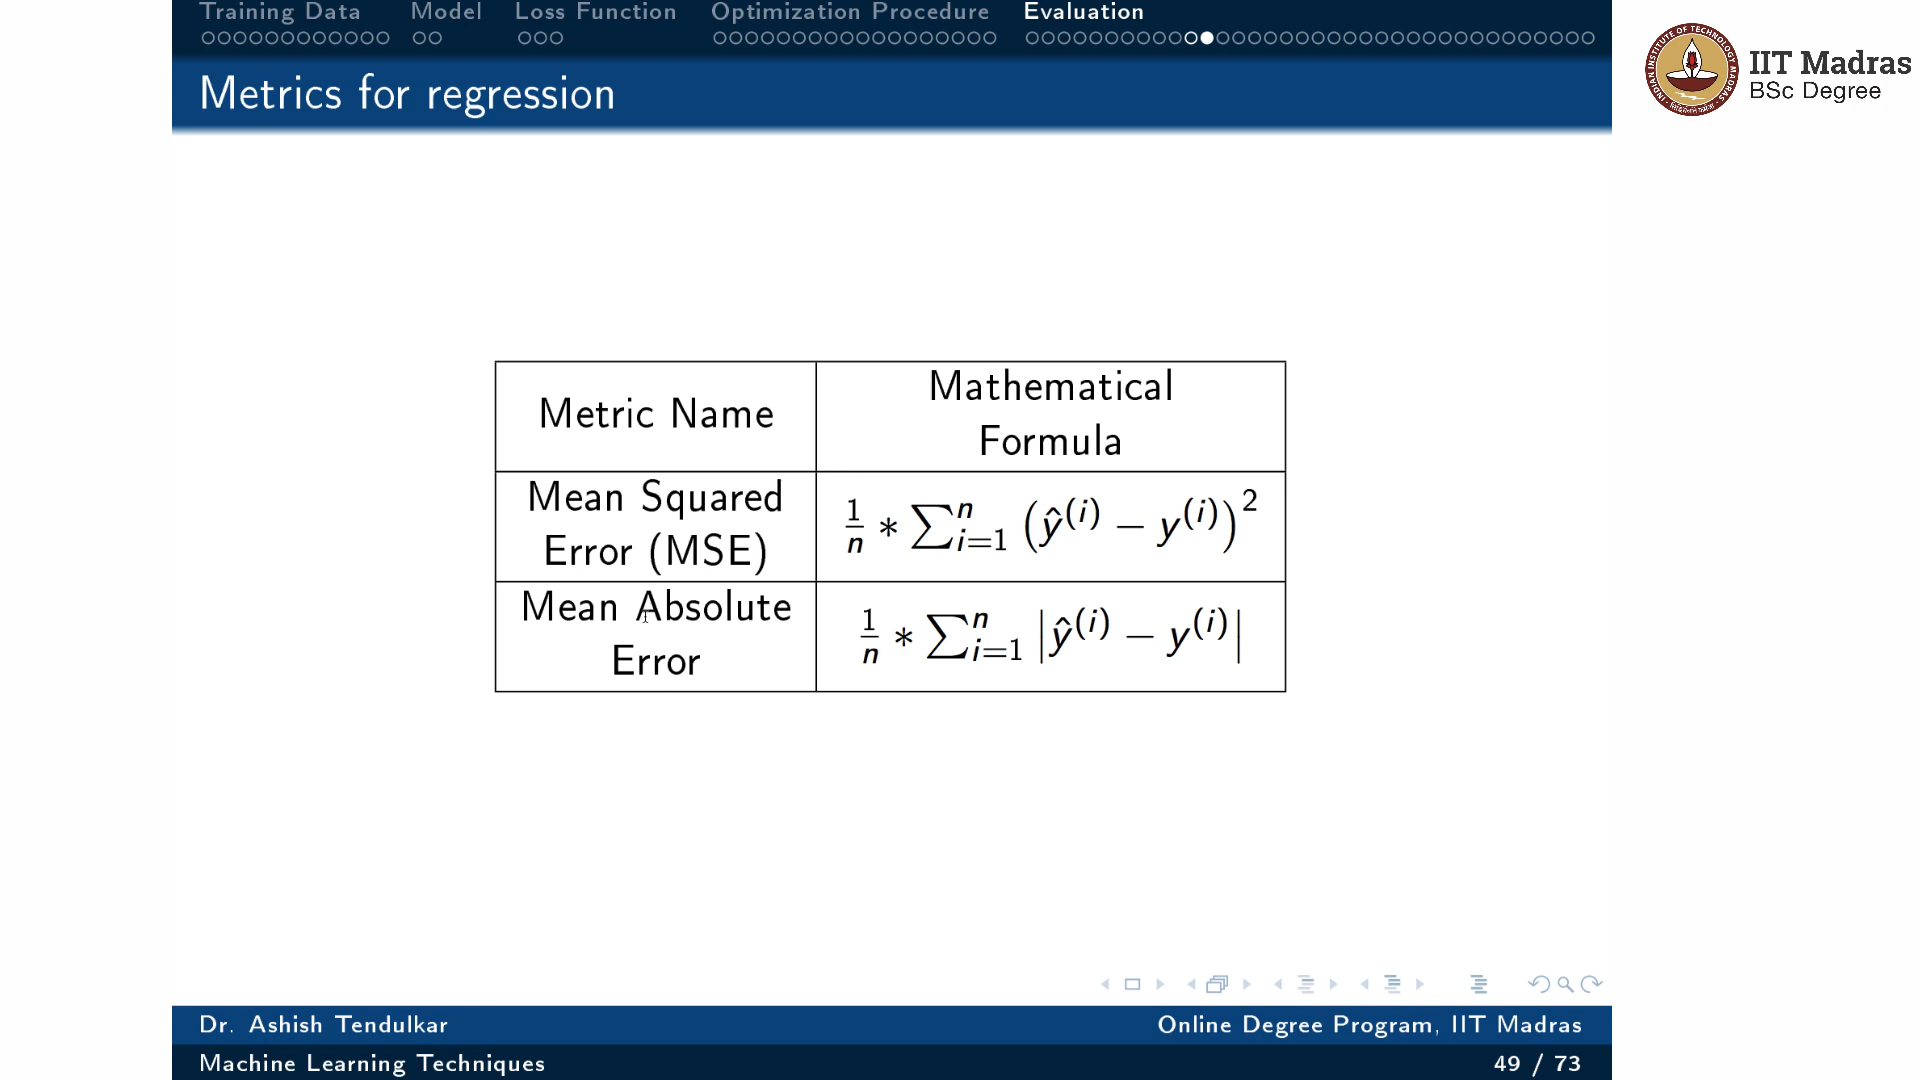 Training Data Model Loss Function Optimization Procedure Evaluation
IIT Madras
BSc Degree
Metrics for regression
Metric Name
Mathematical
Formula
Mean Squared
Error (MSE)
1/n * ∑ⁿᵢ₌₁ (ŷ⁽ⁱ⁾ − y⁽ⁱ⁾)²
Mean Absolute
Error
1/n * ∑ⁿᵢ₌₁ |ŷ⁽ⁱ⁾ − y⁽ⁱ⁾|
Dr. Ashish Tendulkar Online Degree Program, IIT Madras
Machine Learning Techniques 49 / 73